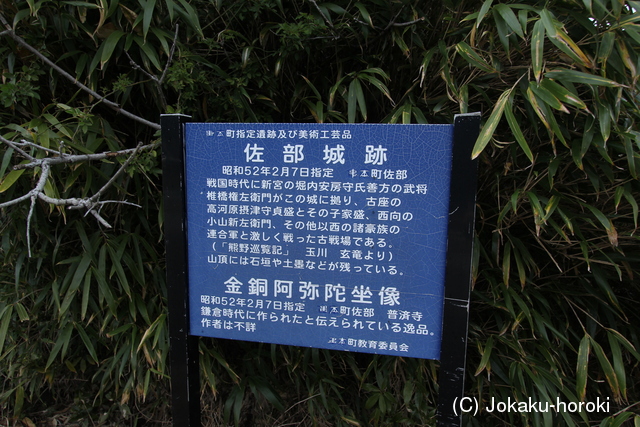 町指定遺跡及び美術工芸品
佐部城跡
昭和52年2月7日指定 町佐部
戦国時代に新宮の堀内安房守氏善方の武将
椎橋権左衛門がこの城に拠り、古座の
高河原摂津守貞盛とその子家盛、西向の
小山新左衛門、その他以西の諸豪族の
連合軍と激しく戦った古戦場である。
(「熊野巡覧記」 玉川 玄竜より)
山頂には石垣や土塁などが残っている。
金銅阿弥陀坐像
昭和52年2月7日指定 町佐部 普済寺
鎌倉時代に作られたと伝えられている逸品。
作者は不詳
町教育委員会
(C) Jokaku-horoki